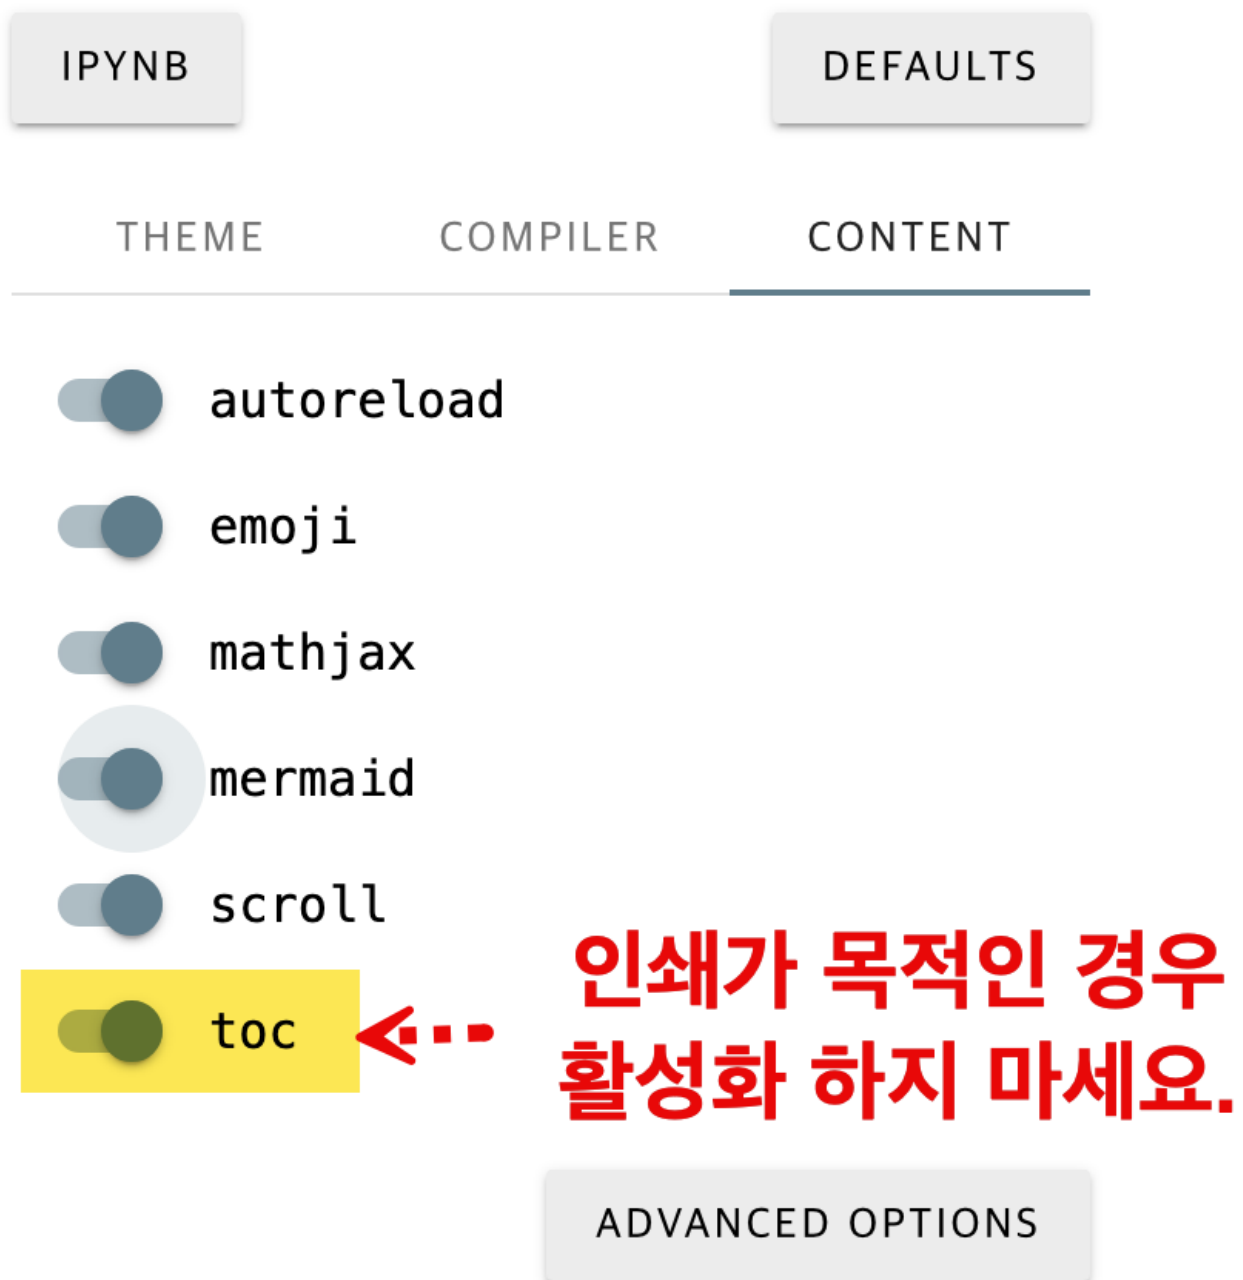 IPYNB
DEFAULTS
THEME
COMPILER
CONTENT
autoreload
emoji
mathjax
mermaid
scroll
toc
인쇄가 목적인 경우
활성화 하지 마세요.
ADVANCED OPTIONS